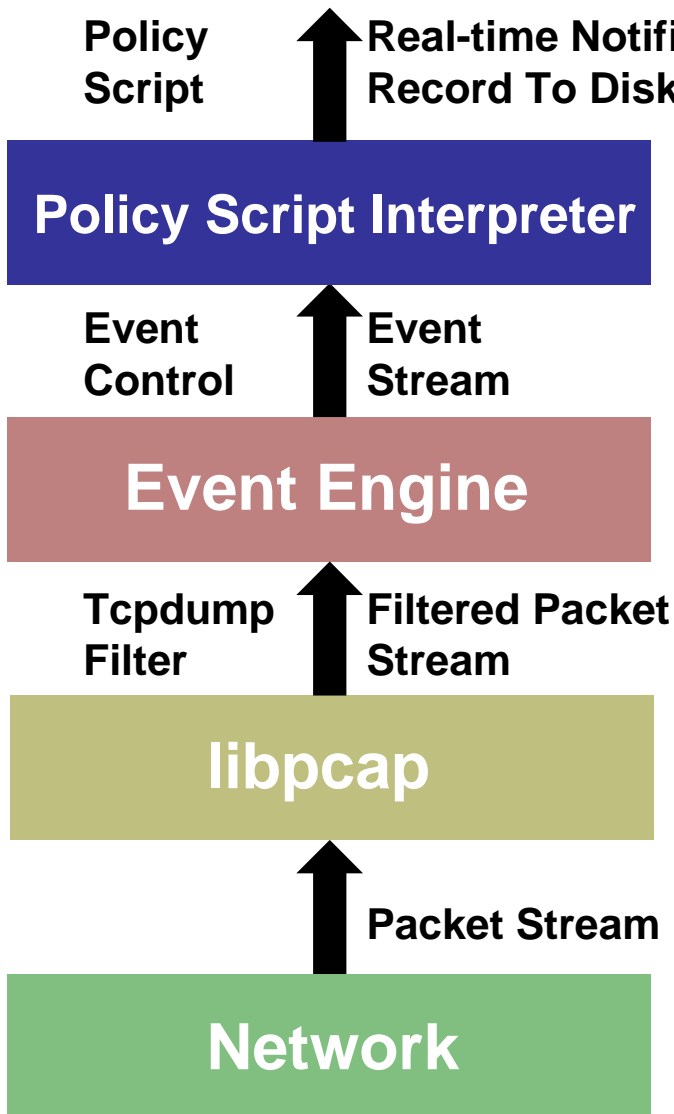 Policy
Script
Real-time Notifi
Record To Disk
Policy Script Interpreter
Event
Control
Event
Stream
Event Engine
Tcpdump
Filter
Filtered Packet
Stream
libpcap
Packet Stream
Network